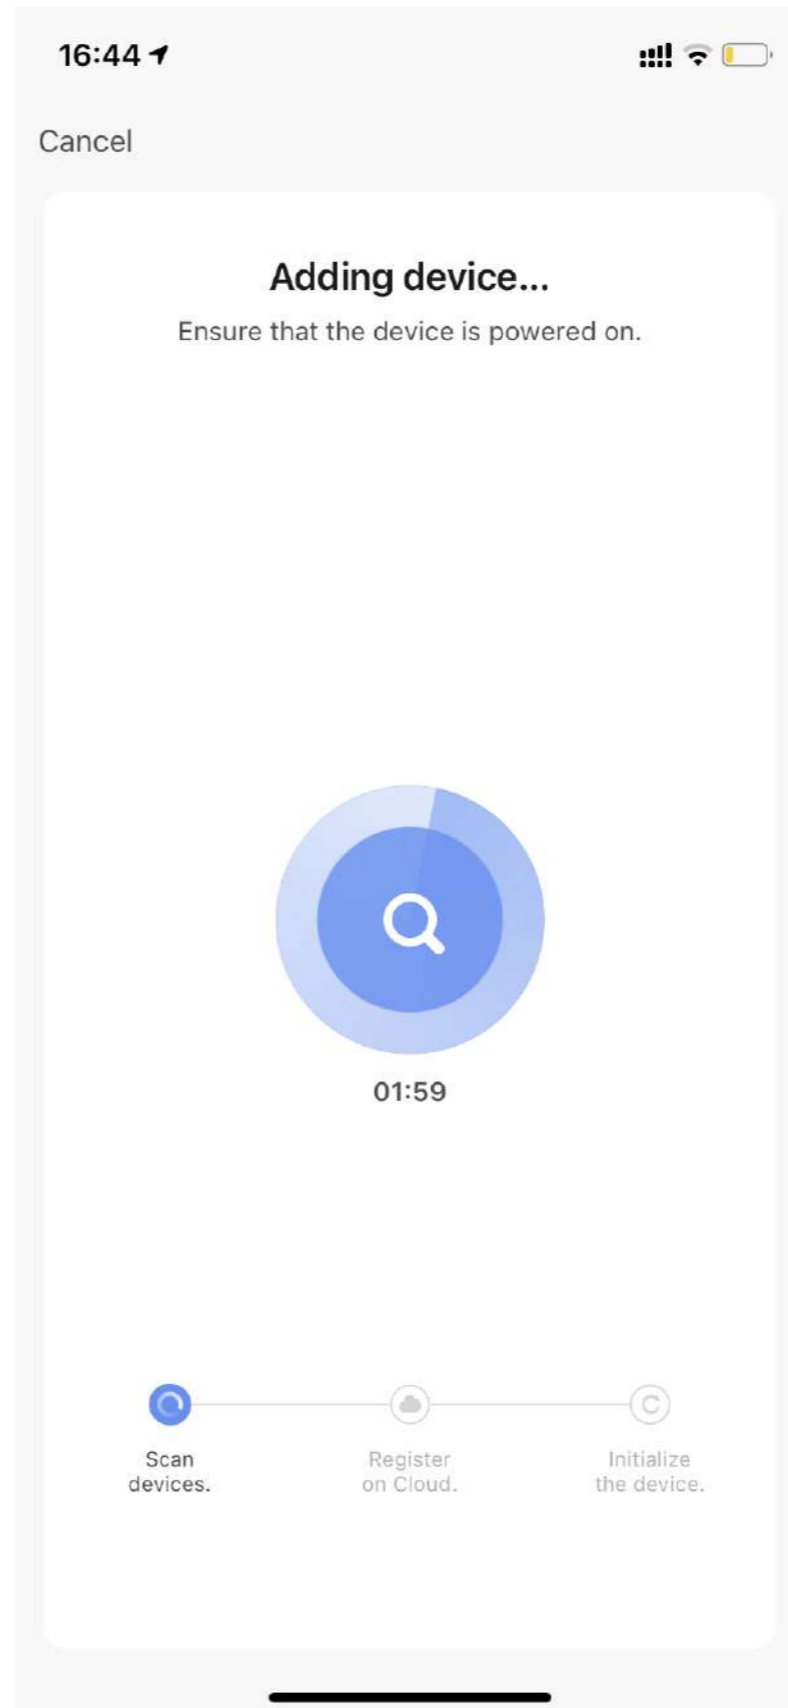 16:44
Cancel
Adding device...
Ensure that the device is powered on.
01:59
Scan
devices.
Register
on Cloud.
Initialize
the device.